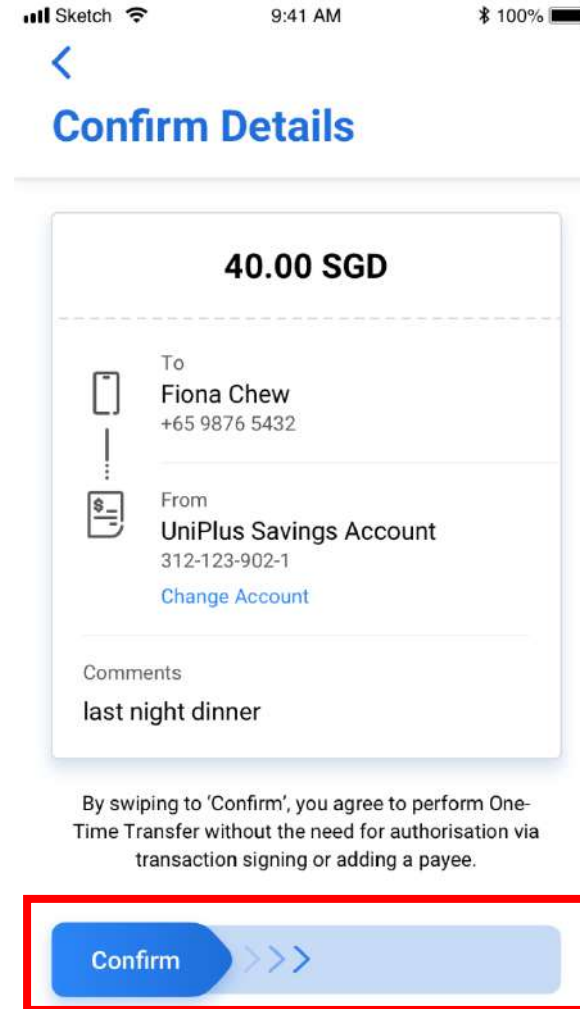 Sketch 9:41 AM 100%
Confirm Details
40.00 SGD
To
Fiona Chew
+65 9876 5432
From
UniPlus Savings Account
312-123-902-1
Change Account
Comments
last night dinner
By swiping to ‘Confirm’, you agree to perform One-
Time Transfer without the need for authorisation via
transaction signing or adding a payee.
Confirm